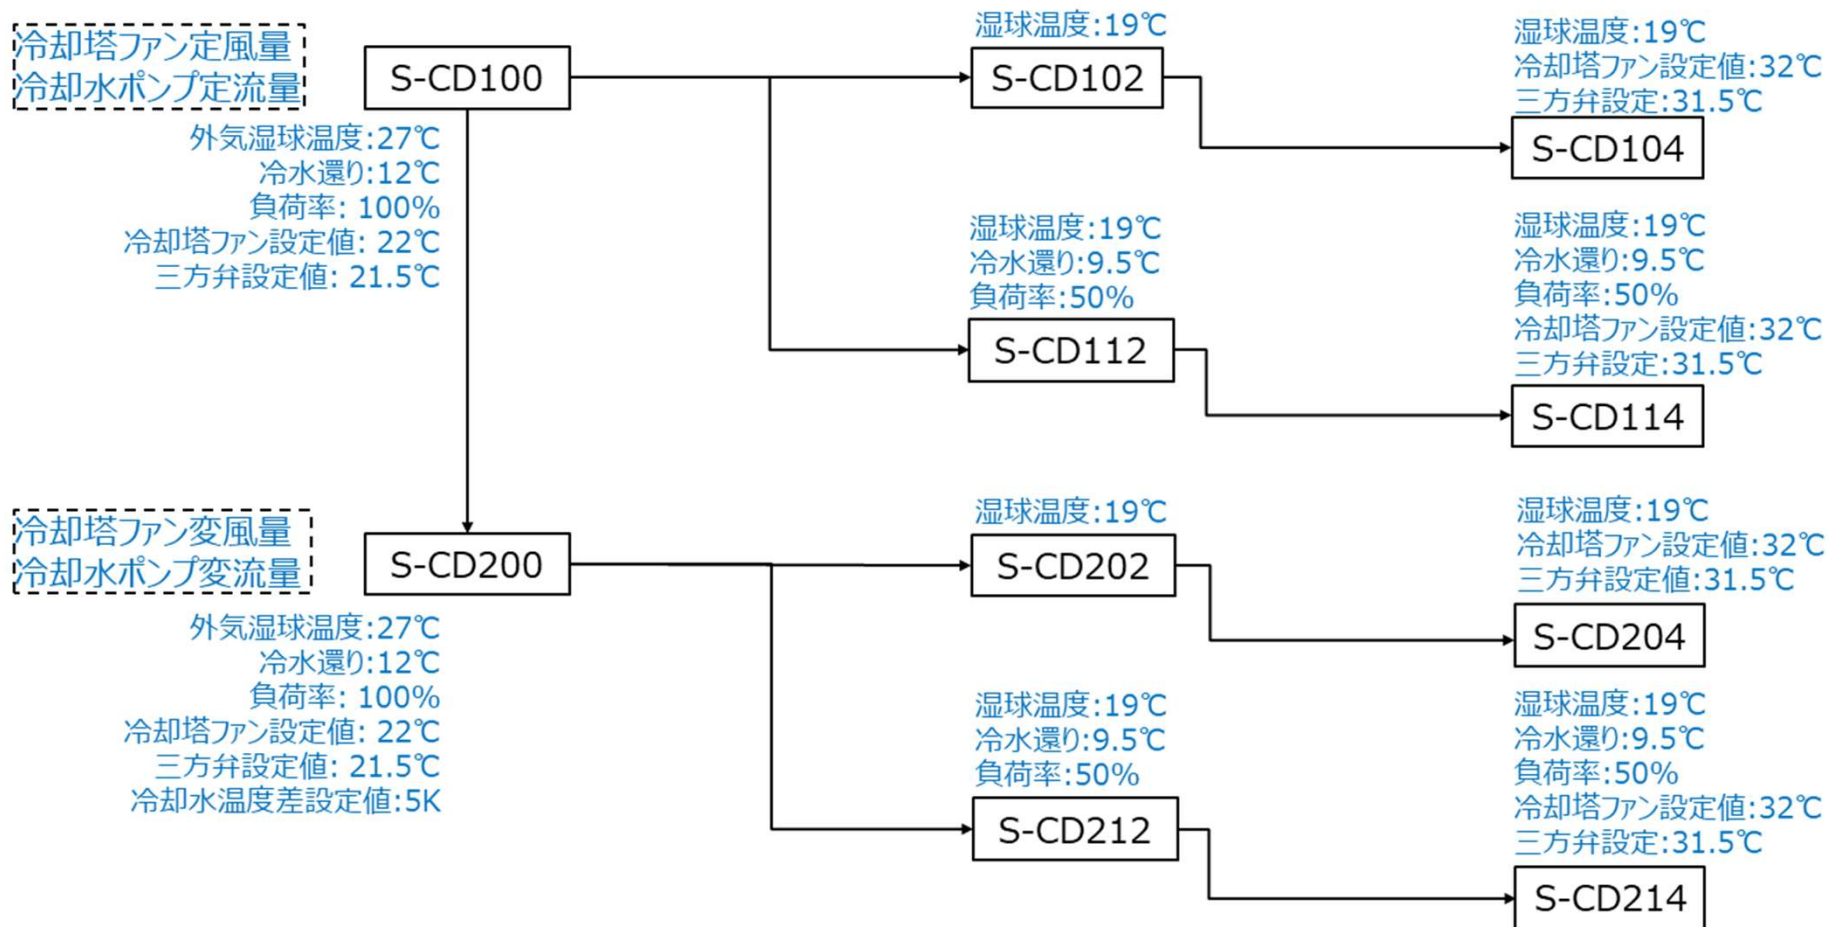 冷却塔ファン定風量
冷却水ポンプ定流量
S-CD100
外気湿球温度:27℃
冷水還り:12℃
負荷率: 100%
冷却塔ファン設定値: 22℃
三方弁設定値: 21.5℃
湿球温度:19℃
S-CD102
湿球温度:19℃
冷却塔ファン設定値:32℃
三方弁設定:31.5℃
S-CD104
湿球温度:19℃
冷水還り:9.5℃
負荷率:50%
S-CD112
湿球温度:19℃
冷水還り:9.5℃
負荷率:50%
冷却塔ファン設定値:32℃
三方弁設定:31.5℃
S-CD114
冷却塔ファン変風量
冷却水ポンプ変流量
S-CD200
外気湿球温度:27℃
冷水還り:12℃
負荷率: 100%
冷却塔ファン設定値: 22℃
三方弁設定値: 21.5℃
冷却水温度差設定値:5K
湿球温度:19℃
S-CD202
湿球温度:19℃
冷却塔ファン設定値:32℃
三方弁設定値:31.5℃
S-CD204
湿球温度:19℃
冷水還り:9.5℃
負荷率:50%
S-CD212
湿球温度:19℃
冷水還り:9.5℃
負荷率:50%
冷却塔ファン設定値:32℃
三方弁設定:31.5℃
S-CD214